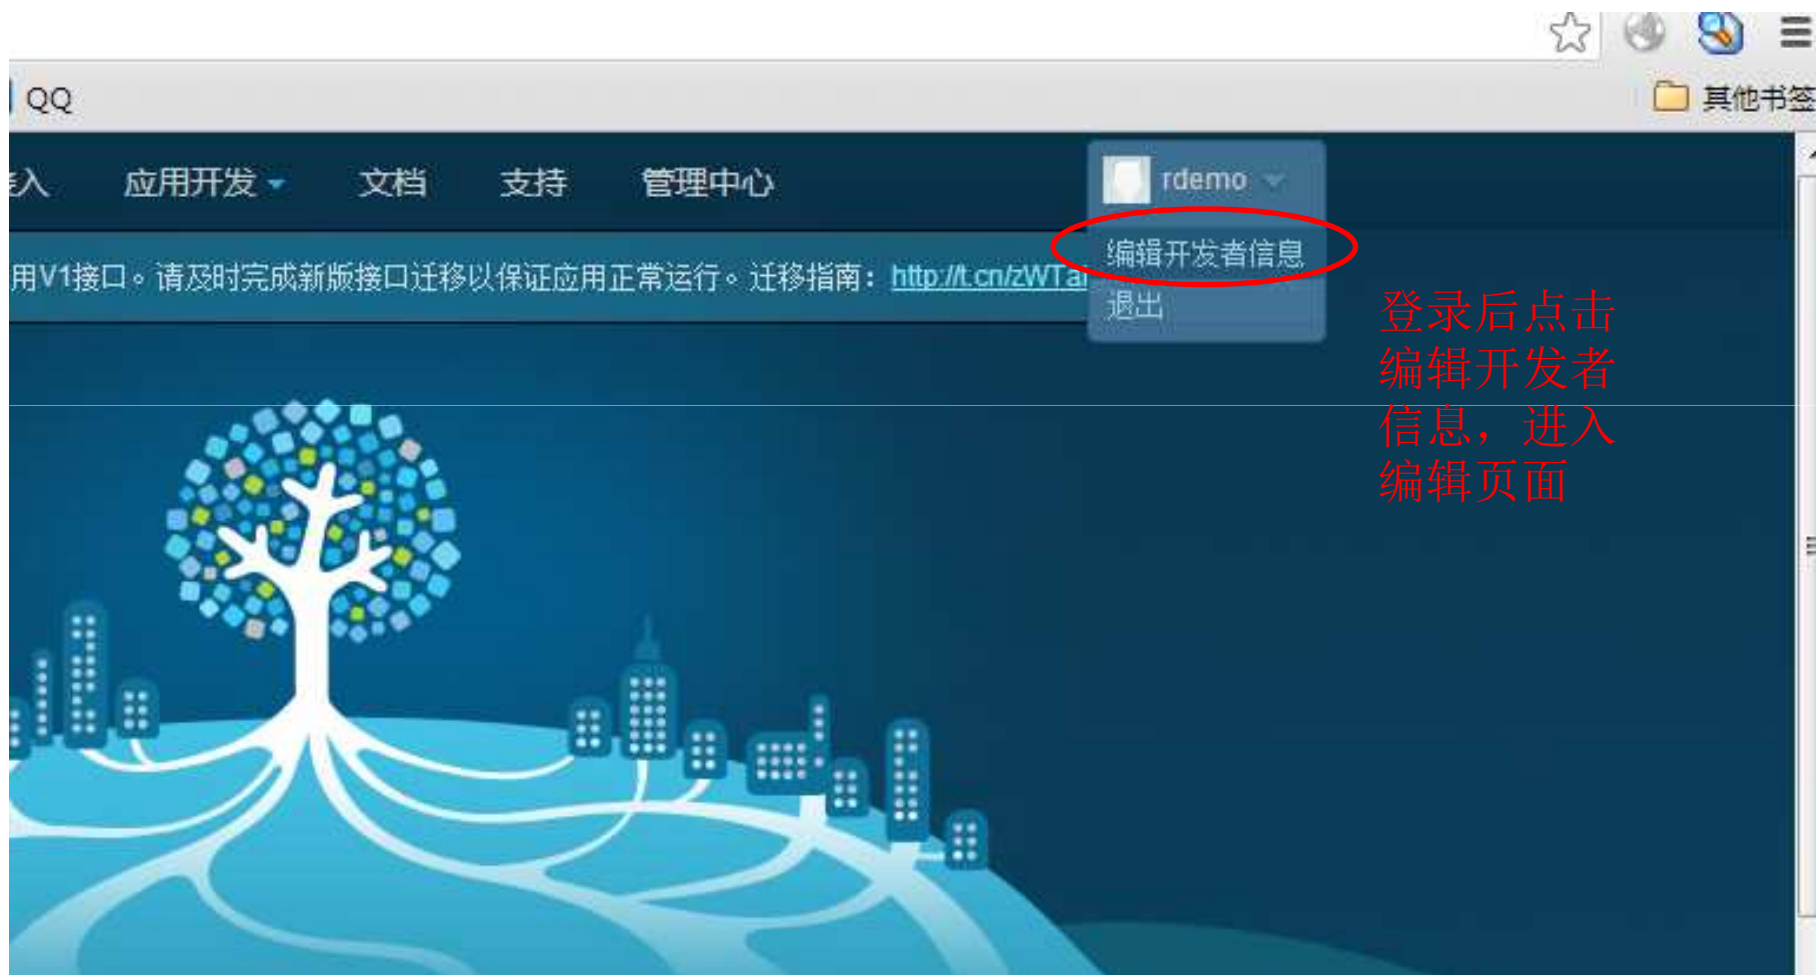 QQ
其他书签
应用开发
文档
支持
管理中心
rdemo
用V1接口。请及时完成新版接口迁移以保证应用正常运行。迁移指南：http://t.cn/zWTa
编辑开发者信息
退出
登录后点击
编辑开发者
信息，进入
编辑页面